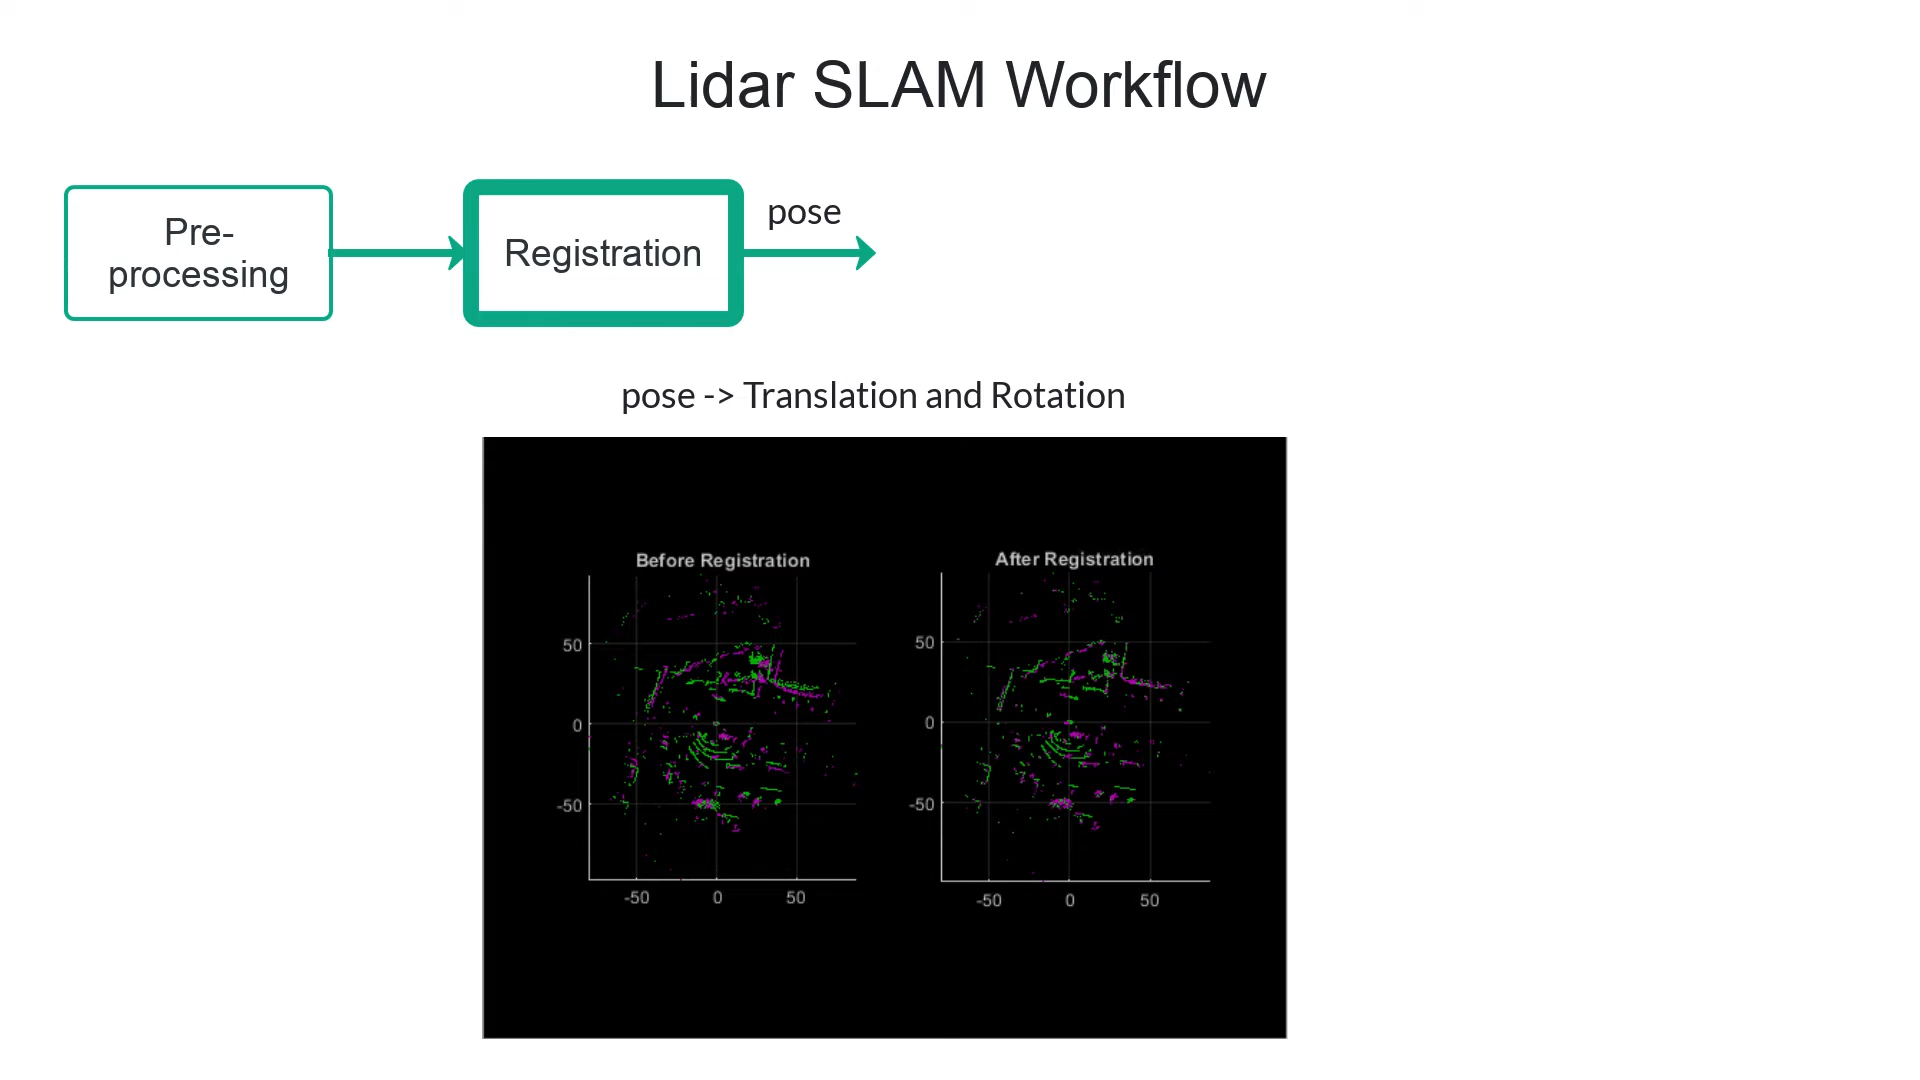 Lidar SLAM Workflow
Pre-
processing
Registration
pose
pose -> Translation and Rotation
Before Registration
50
0
-50
-50 0 50
After Registration
50
0
-50
-50 0 50